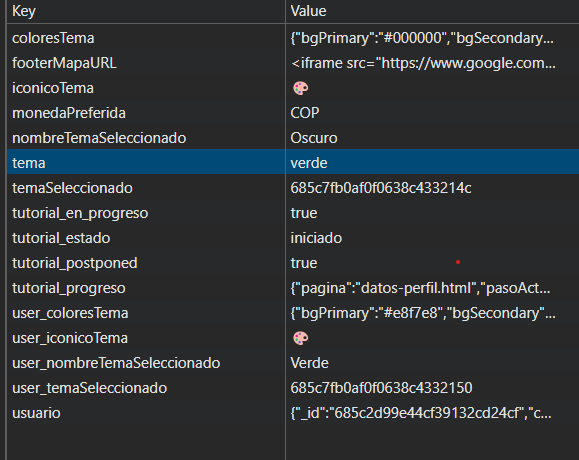 Key Value
coloresTema {"bgPrimary":"#000000","bgSecondary...
footerMapaURL <iframe src="https://www.google.com...
iconicoTema 🎨
monedaPreferida COP
nombreTemaSeleccionado Oscuro
tema verde
temaSeleccionado 685c7fb0af0f0638c433214c
tutorial_en_progreso true
tutorial_estado iniciado
tutorial_postponed true
tutorial_progreso {"pagina":"datos-perfil.html","pasoAct...
user_coloresTema {"bgPrimary":"#e8f7e8","bgSecondary"...
user_iconicoTema 🎨
user_nombreTemaSeleccionado Verde
user_temaSeleccionado 685c7fb0af0f0638c4332150
usuario {"_id":"685c2d99e44cf39132cd24cf","c...